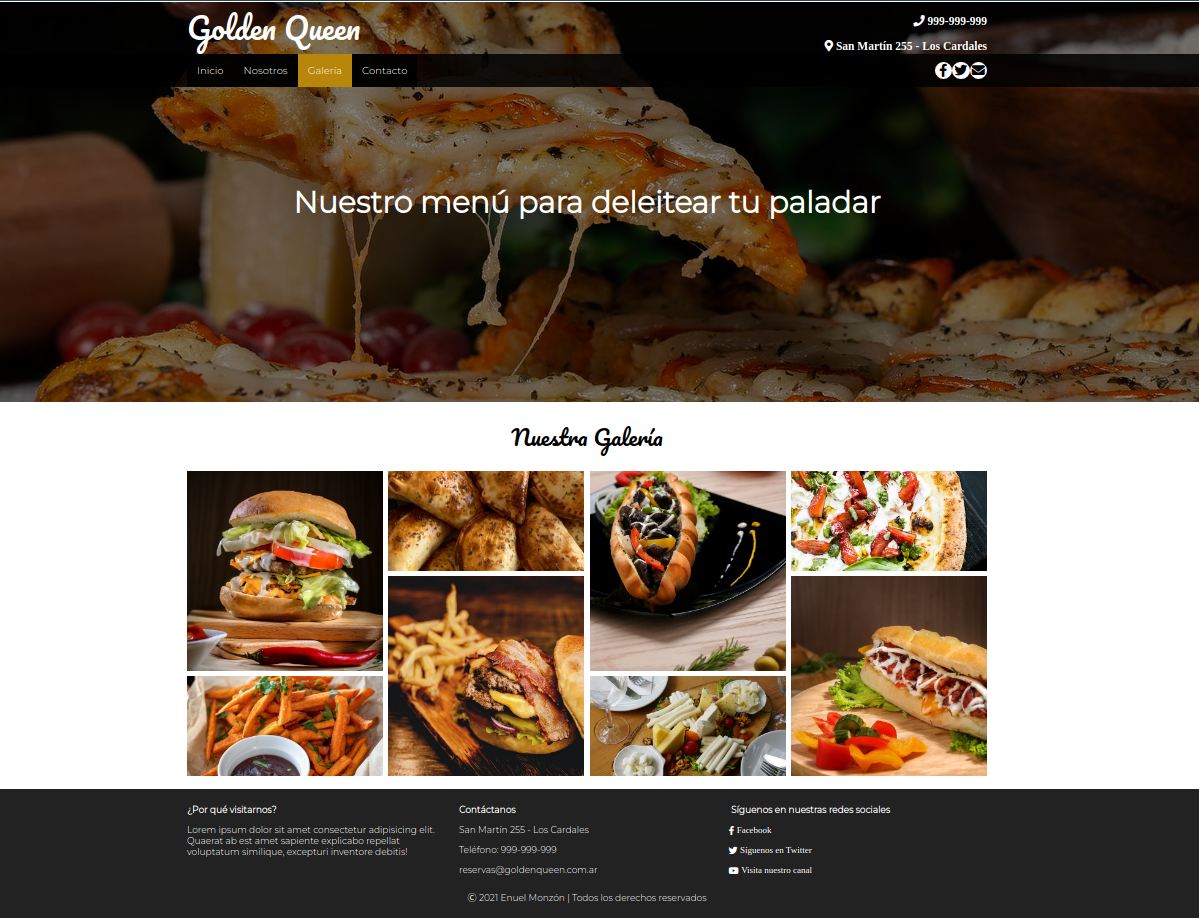 Golden Queen
999-999-999
San Martín 255 - Los Cardales
Inicio Nosotros Galería Contacto
Nuestro menú para deleitear tu paladar
Nuestra Galería
¿Por qué visitarnos?
Lorem ipsum dolor sit amet consectetur adipisicing elit.
Quaerat ab est amet sapiente explicabo repellat
voluptatum similique, excepturi inventore debitis!
Contáctanos
San Martín 255 - Los Cardales
Teléfono: 999-999-999
reservas@goldenqueen.com.ar
Síguenos en nuestras redes sociales
Facebook
Síguenos en Twitter
Visita nuestro canal
© 2021 Enuel Monzón | Todos los derechos reservados